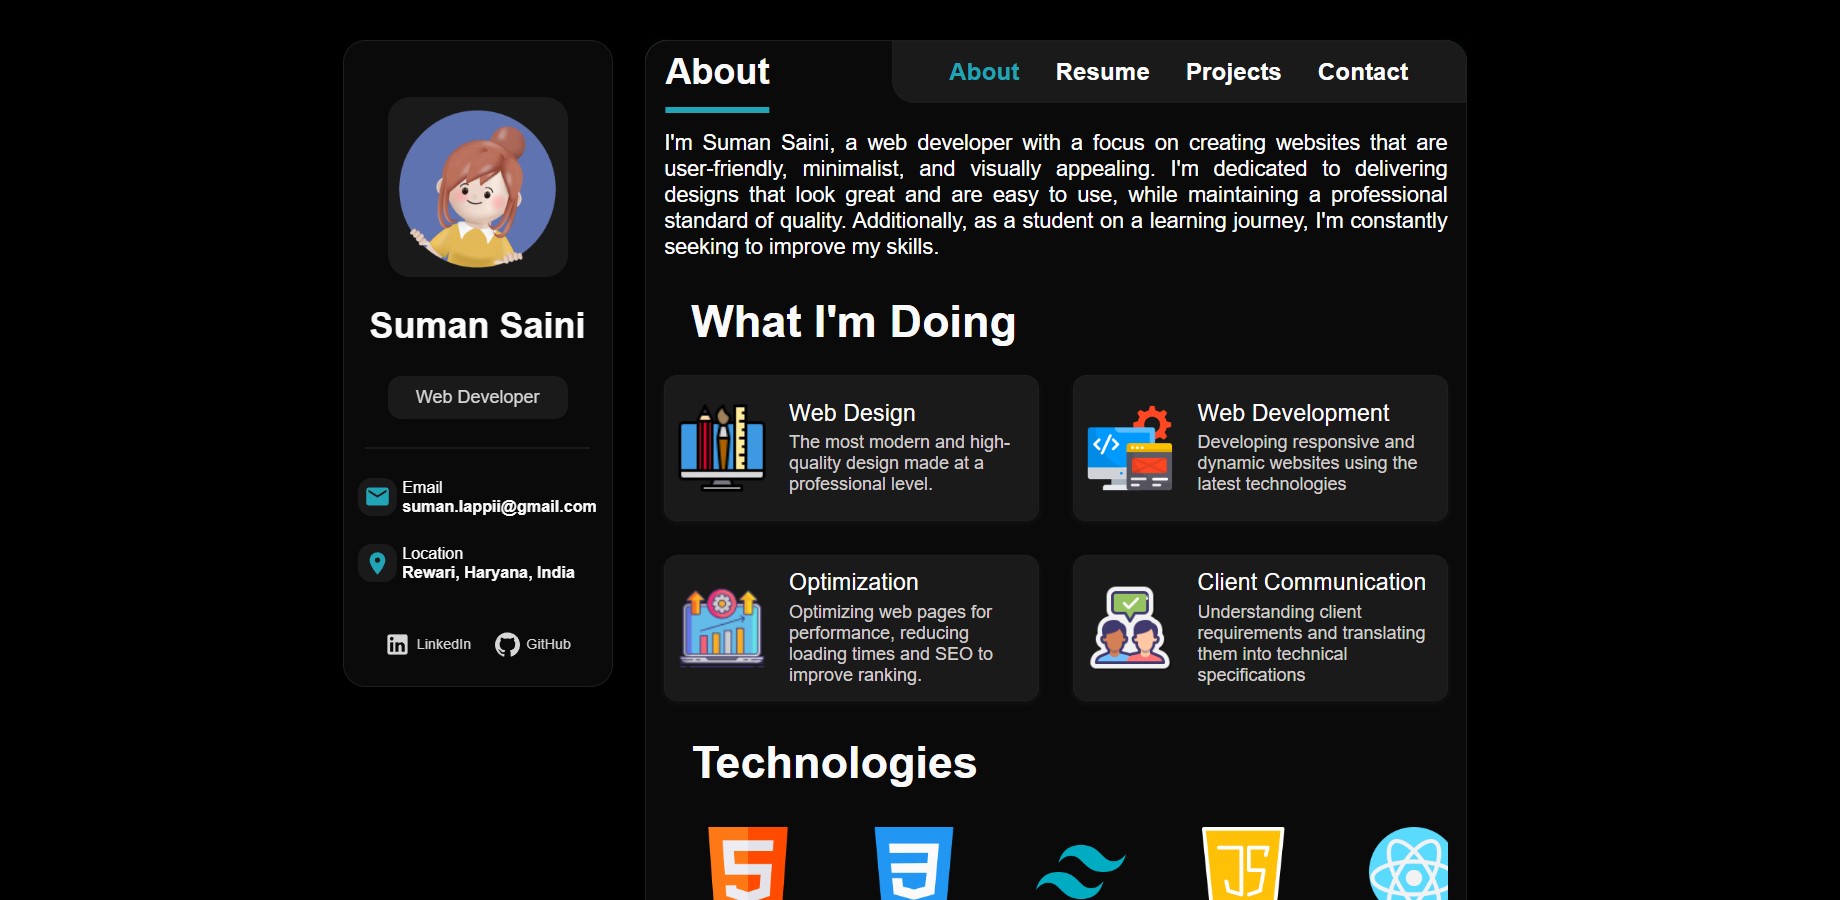 Suman Saini
Web Developer
Email
suman.lappii@gmail.com
Location
Rewari, Haryana, India
LinkedIn
GitHub
About
About
Resume
Projects
Contact
I'm Suman Saini, a web developer with a focus on creating websites that are
user-friendly, minimalist, and visually appealing. I'm dedicated to delivering
designs that look great and are easy to use, while maintaining a professional
standard of quality. Additionally, as a student on a learning journey, I'm constantly
seeking to improve my skills.
What I'm Doing
Web Design
The most modern and high-
quality design made at a
professional level.
Web Development
Developing responsive and
dynamic websites using the
latest technologies
Optimization
Optimizing web pages for
performance, reducing
loading times and SEO to
improve ranking.
Client Communication
Understanding client
requirements and translating
them into technical
specifications
Technologies
JS